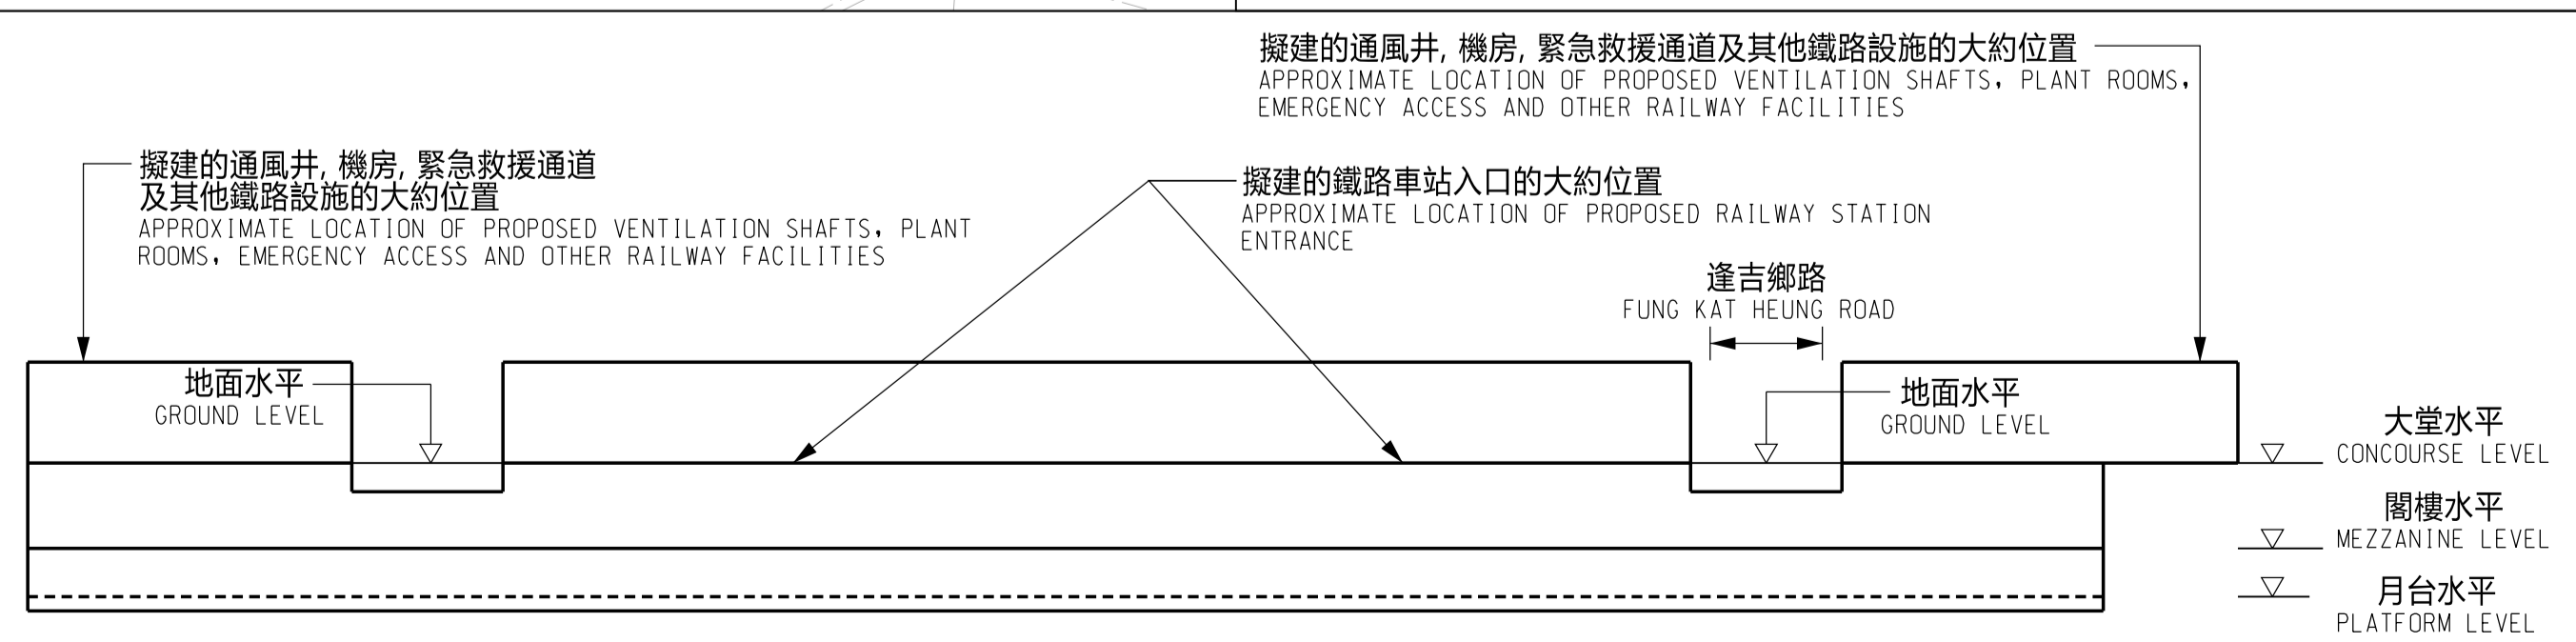 擬建的通風井, 機房, 緊急救援通道及其他鐵路設施的大約位置
APPROXIMATE LOCATION OF PROPOSED VENTILATION SHAFTS, PLANT ROOMS,
EMERGENCY ACCESS AND OTHER RAILWAY FACILITIES
擬建的通風井, 機房, 緊急救援通道
及其他鐵路設施的大約位置
APPROXIMATE LOCATION OF PROPOSED VENTILATION SHAFTS, PLANT
ROOMS, EMERGENCY ACCESS AND OTHER RAILWAY FACILITIES
擬建的鐵路車站入口的大約位置
APPROXIMATE LOCATION OF PROPOSED RAILWAY STATION
ENTRANCE
逢吉鄉路
FUNG KAT HEUNG ROAD
地面水平
GROUND LEVEL
地面水平
GROUND LEVEL
大堂水平
CONCOURSE LEVEL
閣樓水平
MEZZANINE LEVEL
月台水平
PLATFORM LEVEL